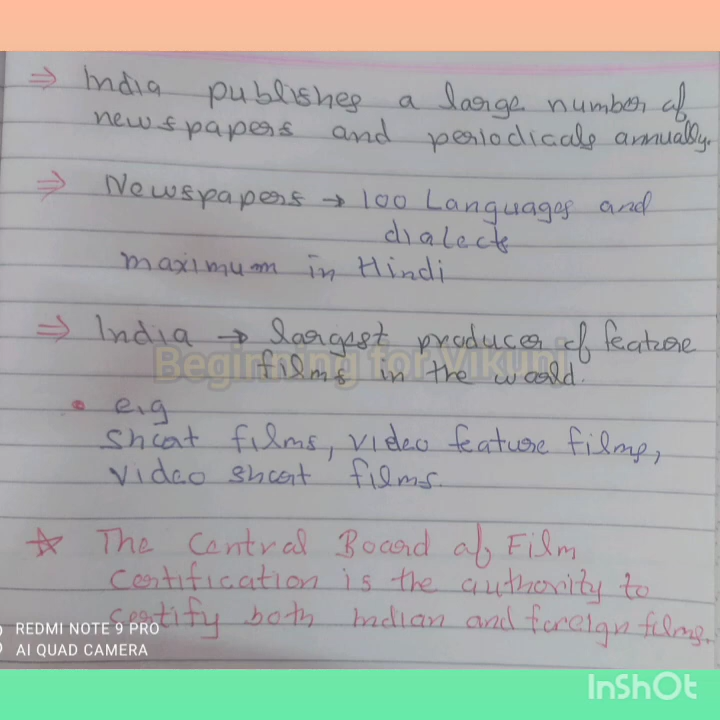 ⇒ India publishes a large number of
newspapers and periodicals annually.
⇒ Newspapers → 100 Languages and
dialects
maximum in Hindi
⇒ India → largest producer of feature
films in the world.
Beginning for Vikupi
• e.g
Short films, video feature films,
video short films.
☆ The Central Board of Film
Certification is the authority to
certify both Indian and foreign films.
REDMI NOTE 9 PRO
AI QUAD CAMERA
InShOt